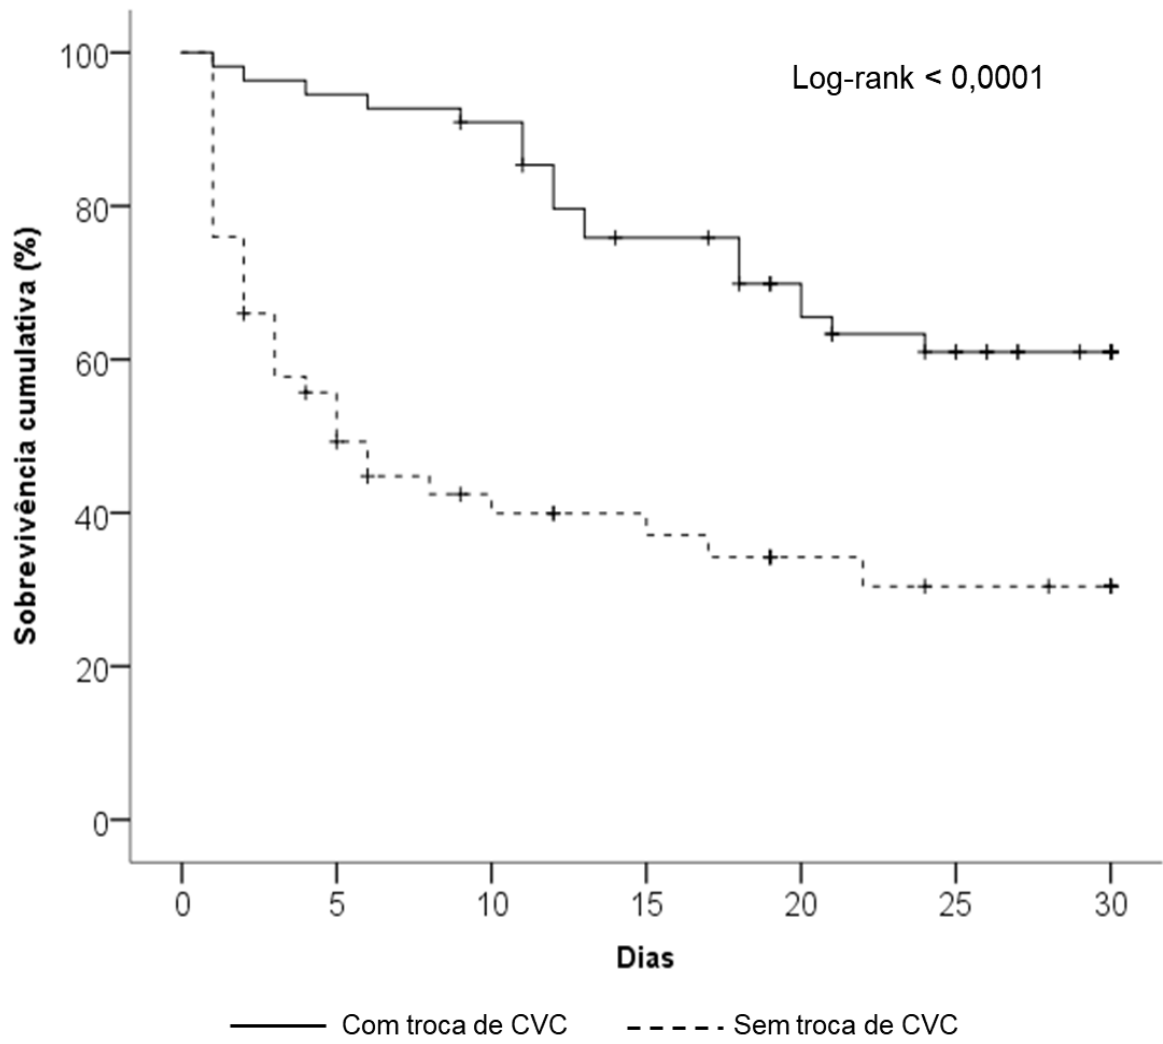 Log-rank < 0,0001
Sobrevivência cumulativa (%)
100
80
60
40
20
0
0 5 10 15 20 25 30
Dias
Com troca de CVC Sem troca de CVC